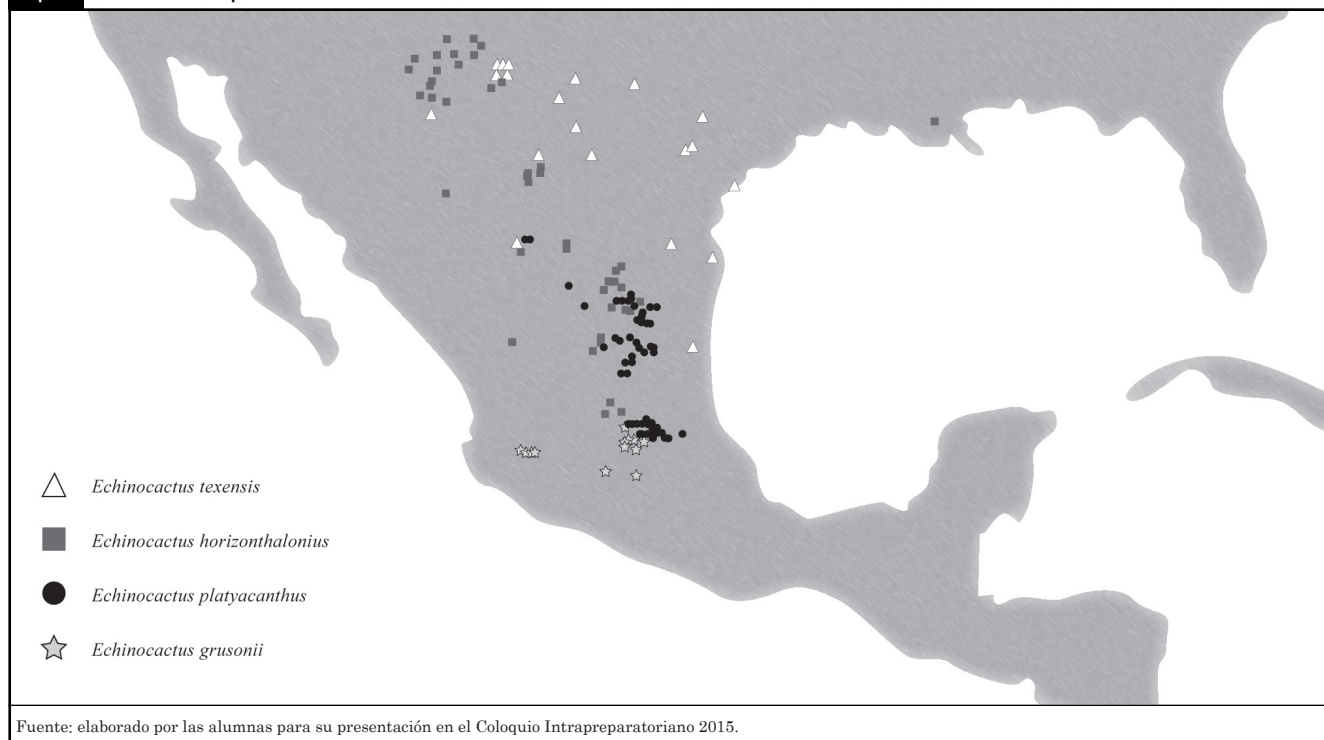 Echinocactus texensis
Echinocactus horizonthalonius
Echinocactus platyacanthus
Echinocactus grusonii
Fuente: elaborado por las alumnas para su presentación en el Coloquio Intrapreparatoriano 2015.